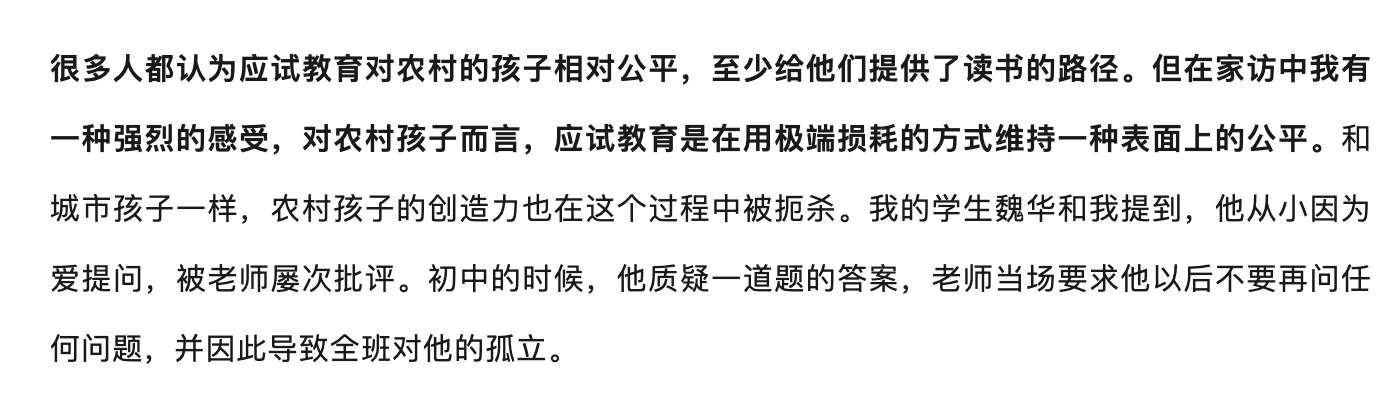 很多人都认为应试教育对农村的孩子相对公平，至少给他们提供了读书的路径。但在家访中我有
一种强烈的感受，对农村孩子而言，应试教育是在用极端损耗的方式维持一种表面上的公平。和
城市孩子一样，农村孩子的创造力也在这个过程中被扼杀。我的学生魏华和我提到，他从小因为
爱提问，被老师屡次批评。初中的时候，他质疑一道题的答案，老师当场要求他以后不要再问任
何问题，并因此导致全班对他的孤立。